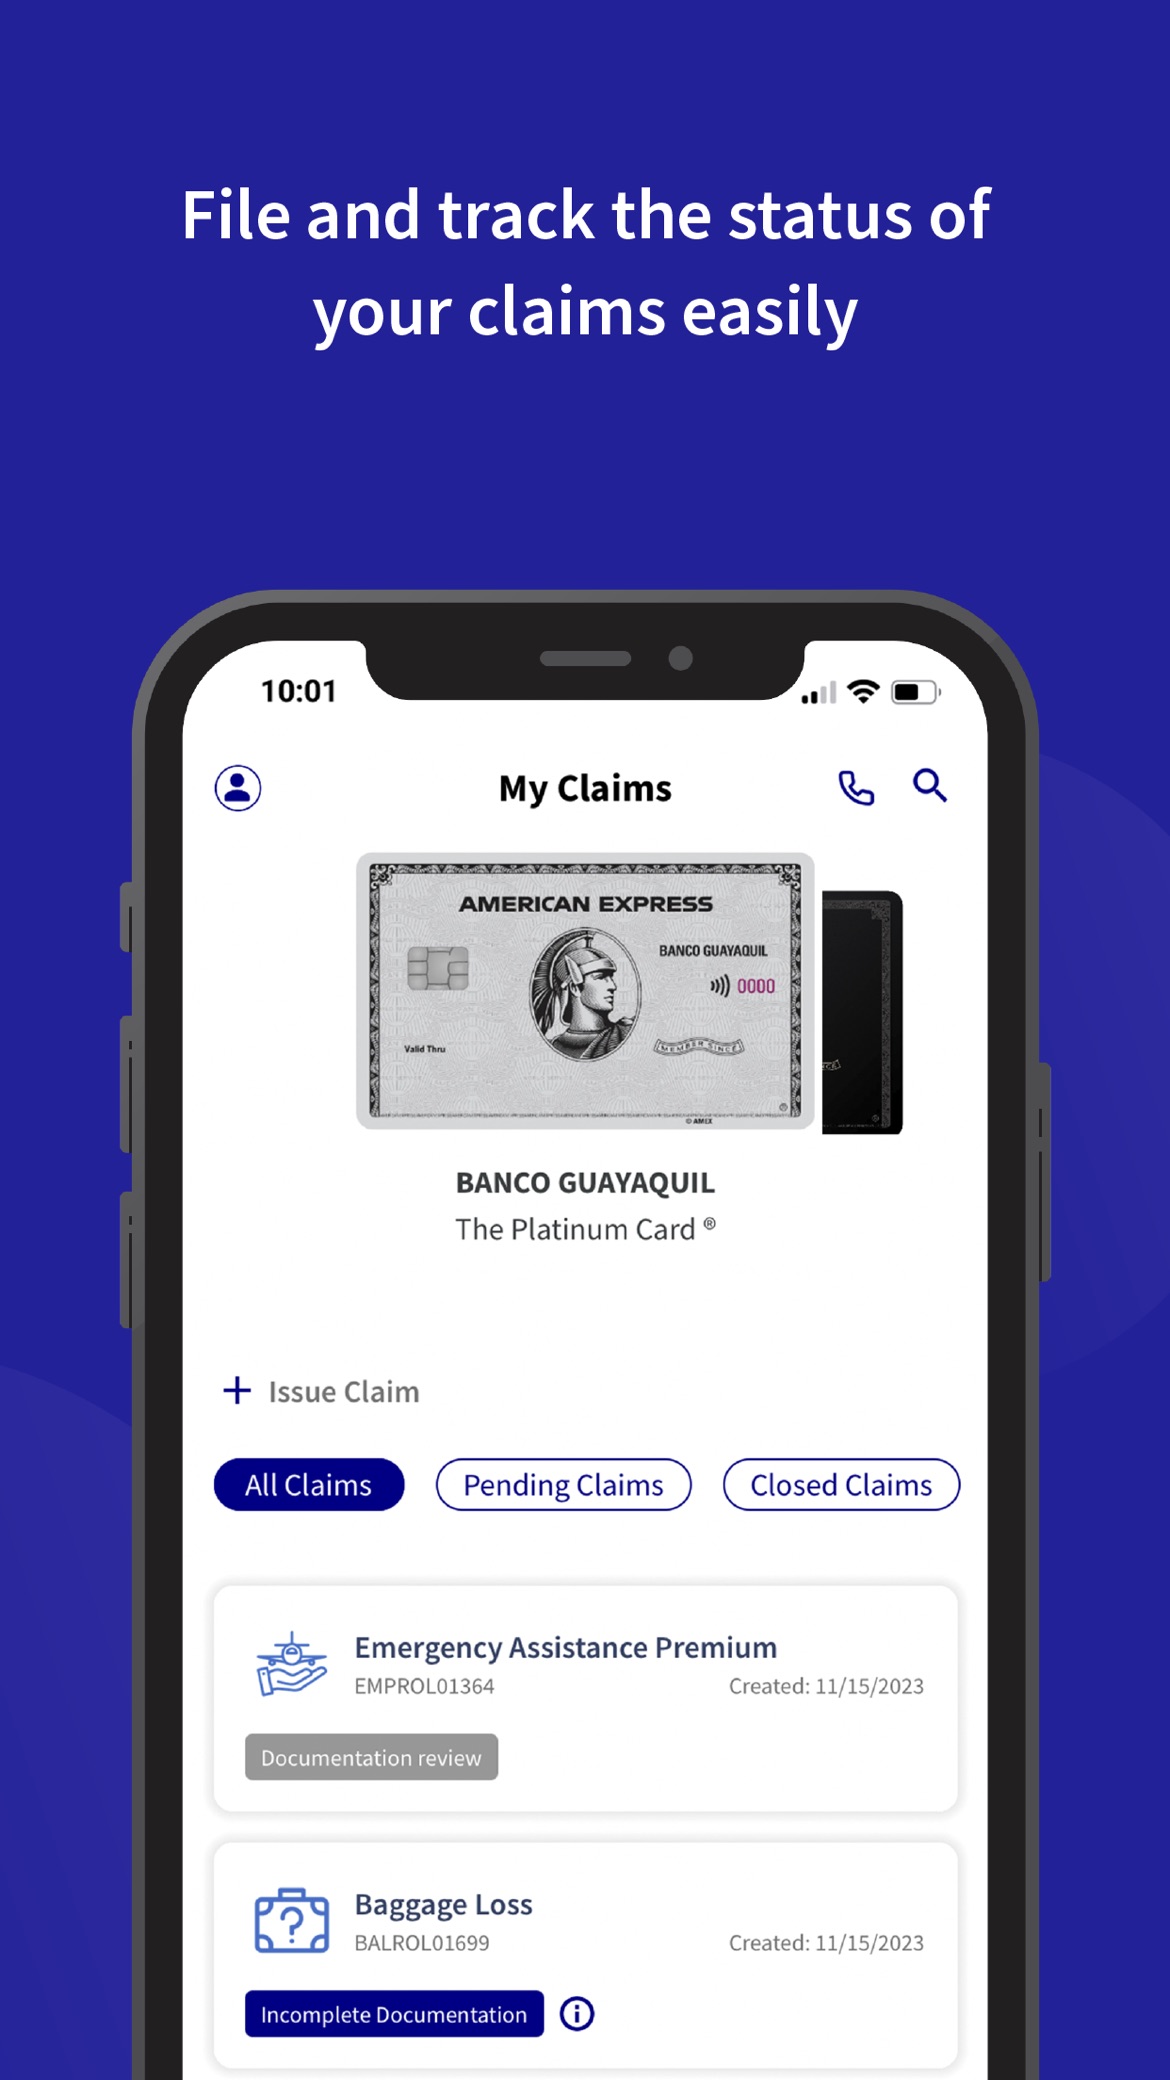 File and track the status of
your claims easily
10:01
My Claims
AMERICAN EXPRESS
BANCO GUAYAQUIL
0000
Valid Thru
MEMBER SINCE
® 
© AMEX
BANCO GUAYAQUIL
The Platinum Card ®
+ Issue Claim
All Claims
Pending Claims
Closed Claims
Emergency Assistance Premium
EMPROL01364
Created: 11/15/2023
Documentation review
Baggage Loss
BALROL01699
Created: 11/15/2023
Incomplete Documentation